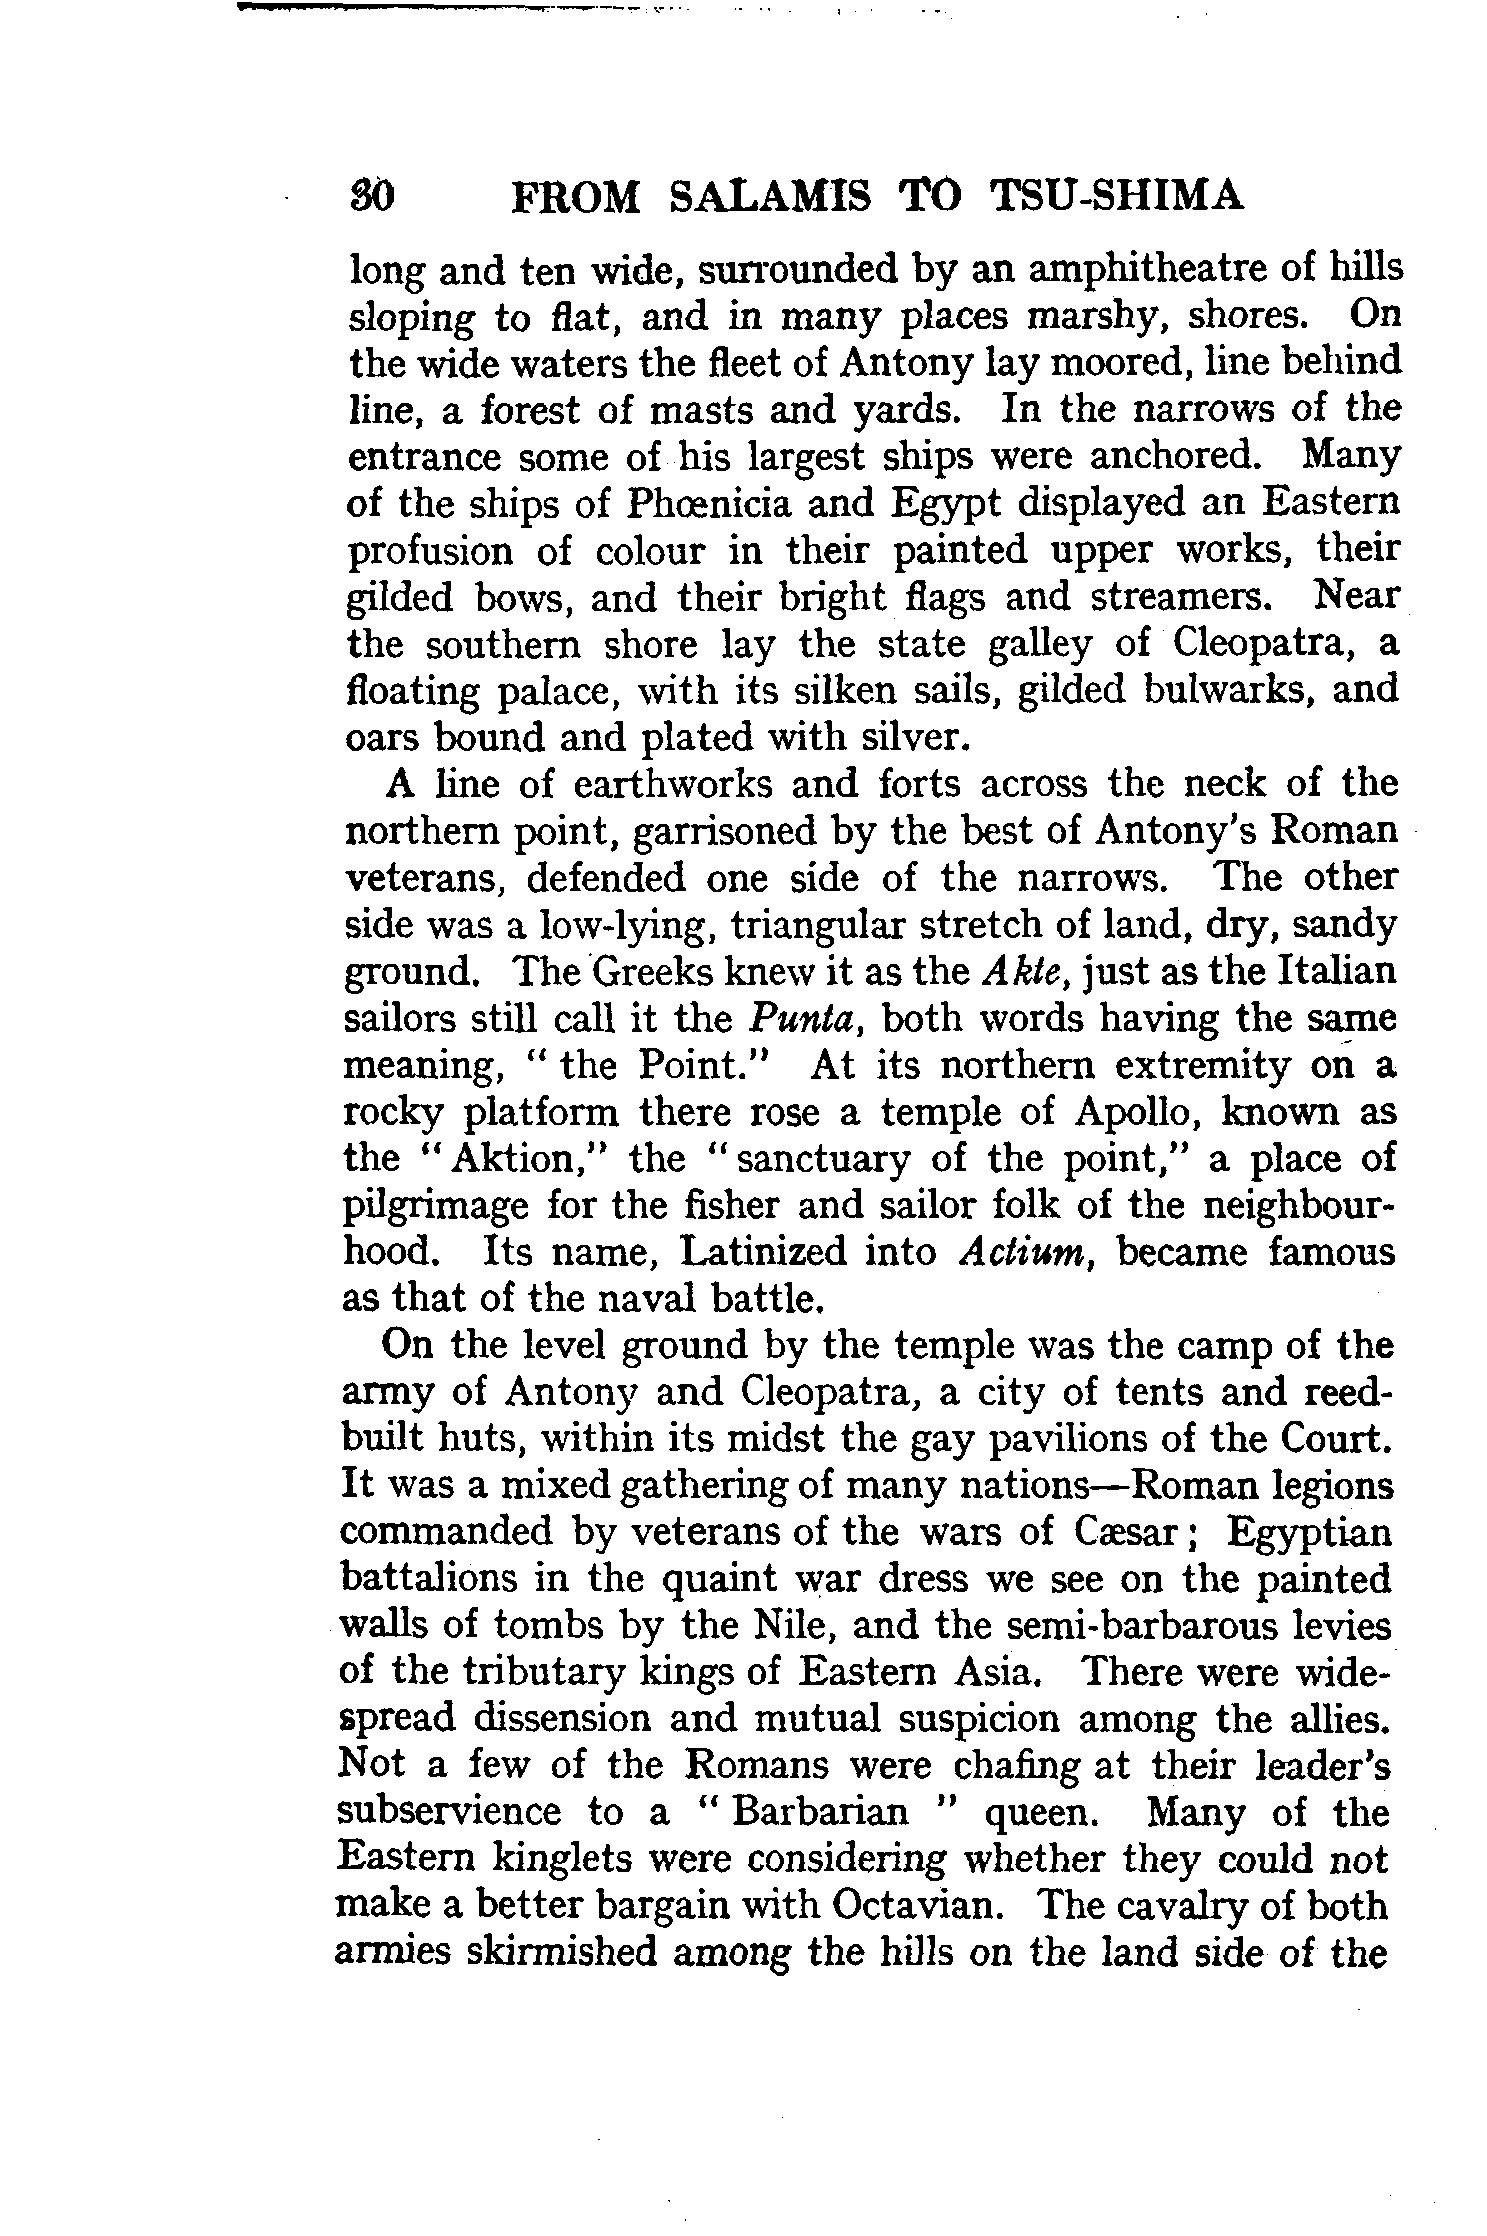 30 FROM SALAMIS TO TSU-SHIMA
long and ten wide, surrounded by an amphitheatre of hills
sloping to flat, and in many places marshy, shores. On
the wide waters the fleet of Antony lay moored, line behind
line, a forest of masts and yards. In the narrows of the
entrance some of his largest ships were anchored. Many
of the ships of Phœnicia and Egypt displayed an Eastern
profusion of colour in their painted upper works, their
gilded bows, and their bright flags and streamers. Near
the southern shore lay the state galley of Cleopatra, a
floating palace, with its silken sails, gilded bulwarks, and
oars bound and plated with silver.
A line of earthworks and forts across the neck of the
northern point, garrisoned by the best of Antony's Roman
veterans, defended one side of the narrows. The other
side was a low-lying, triangular stretch of land, dry, sandy
ground. The Greeks knew it as the Akte, just as the Italian
sailors still call it the Punta, both words having the same
meaning, "the Point." At its northern extremity on a
rocky platform there rose a temple of Apollo, known as
the "Aktion," the "sanctuary of the point," a place of
pilgrimage for the fisher and sailor folk of the neighbour-
hood. Its name, Latinized into Actium, became famous
as that of the naval battle.
On the level ground by the temple was the camp of the
army of Antony and Cleopatra, a city of tents and reed-
built huts, within its midst the gay pavilions of the Court.
It was a mixed gathering of many nations—Roman legions
commanded by veterans of the wars of Cæsar; Egyptian
battalions in the quaint war dress we see on the painted
walls of tombs by the Nile, and the semi-barbarous levies
of the tributary kings of Eastern Asia. There were wide-
spread dissension and mutual suspicion among the allies.
Not a few of the Romans were chafing at their leader's
subservience to a "Barbarian" queen. Many of the
Eastern kinglets were considering whether they could not
make a better bargain with Octavian. The cavalry of both
armies skirmished among the hills on the land side of the